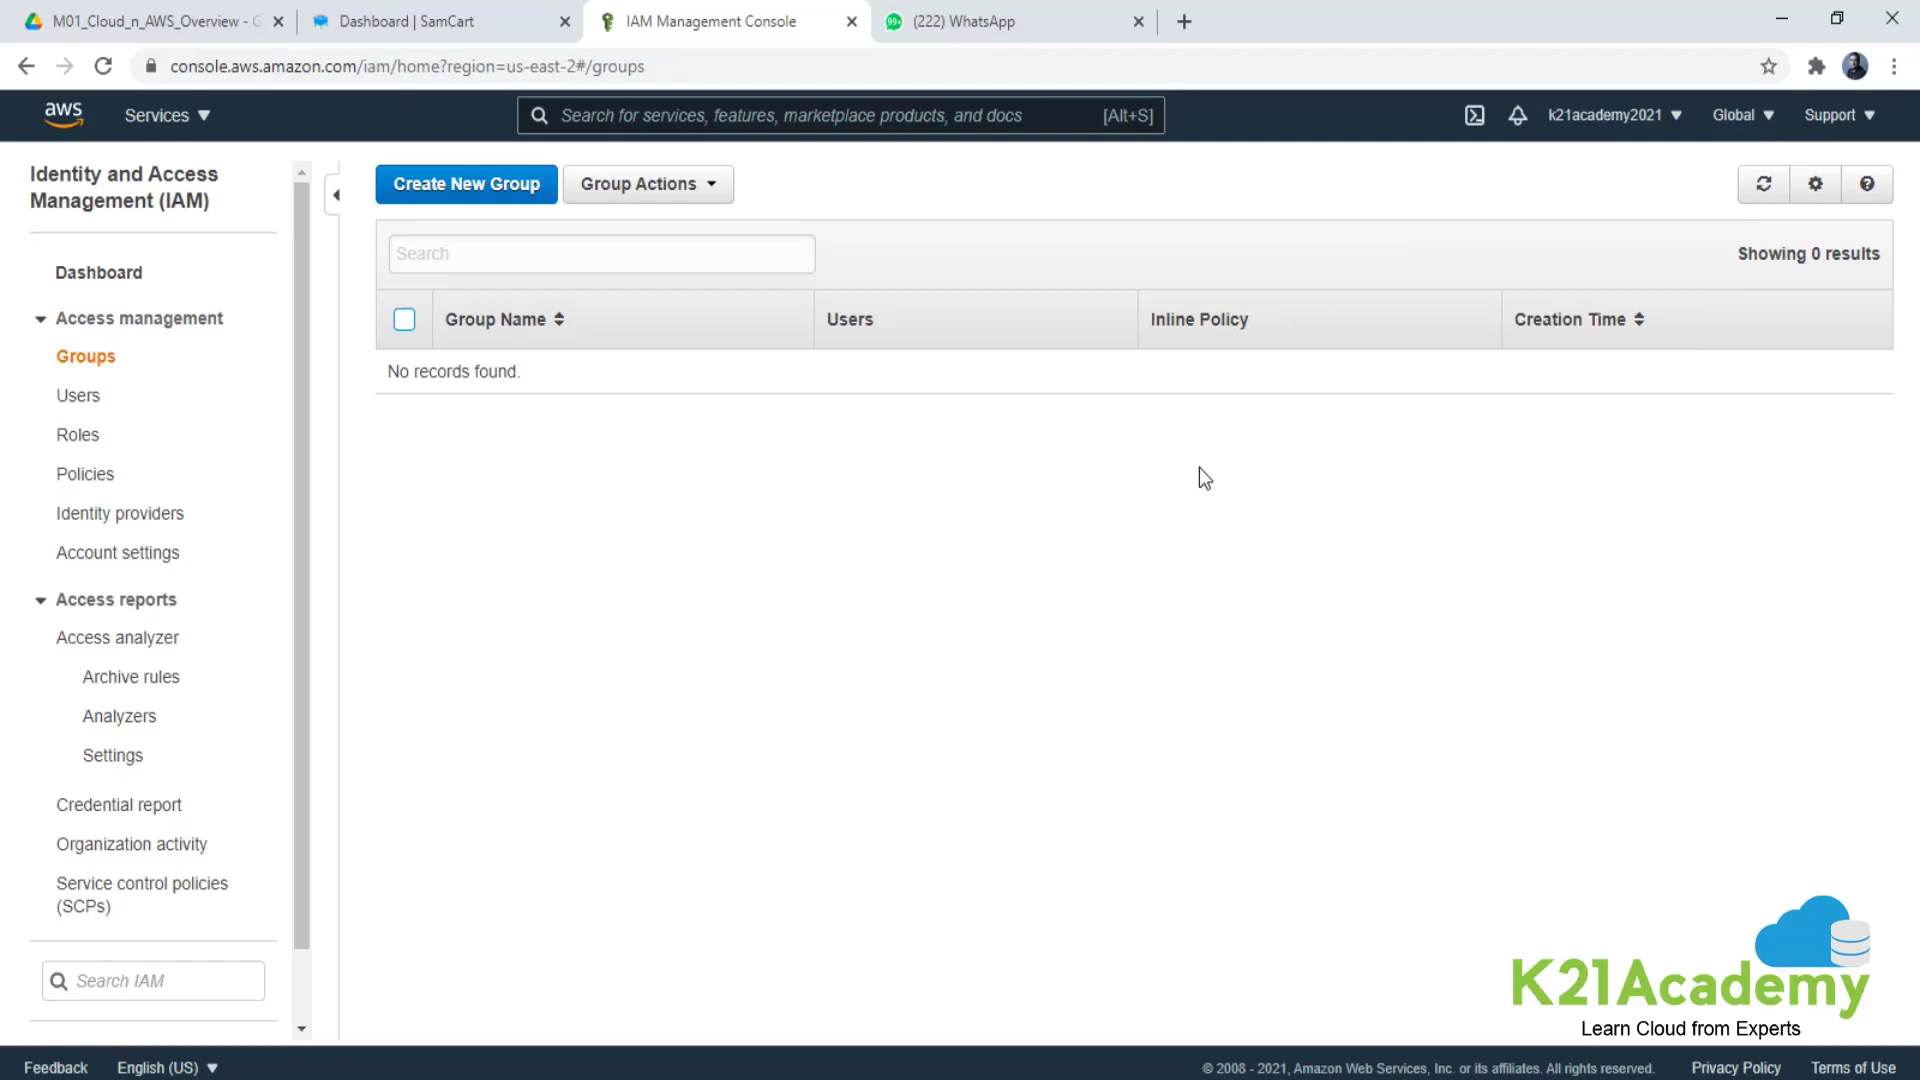 M01_Cloud_n_AWS_Overview - G
Dashboard | SamCart
IAM Management Console
99+
(222) WhatsApp
console.aws.amazon.com/iam/home?region=us-east-2#/groups
aws
Services
Search for services, features, marketplace products, and docs
[Alt+S]
k21academy2021
Global
Support
Identity and Access
Management (IAM)
Dashboard
Access management
Groups
Users
Roles
Policies
Identity providers
Account settings
Access reports
Access analyzer
Archive rules
Analyzers
Settings
Credential report
Organization activity
Service control policies
(SCPs)
Search IAM
Create New Group
Group Actions
Search
Showing 0 results
Group Name
Users
Inline Policy
Creation Time
No records found.
K21Academy
Learn Cloud from Experts
Feedback
English (US)
© 2008 - 2021, Amazon Web Services, Inc. or its affiliates. All rights reserved.
Privacy Policy
Terms of Use